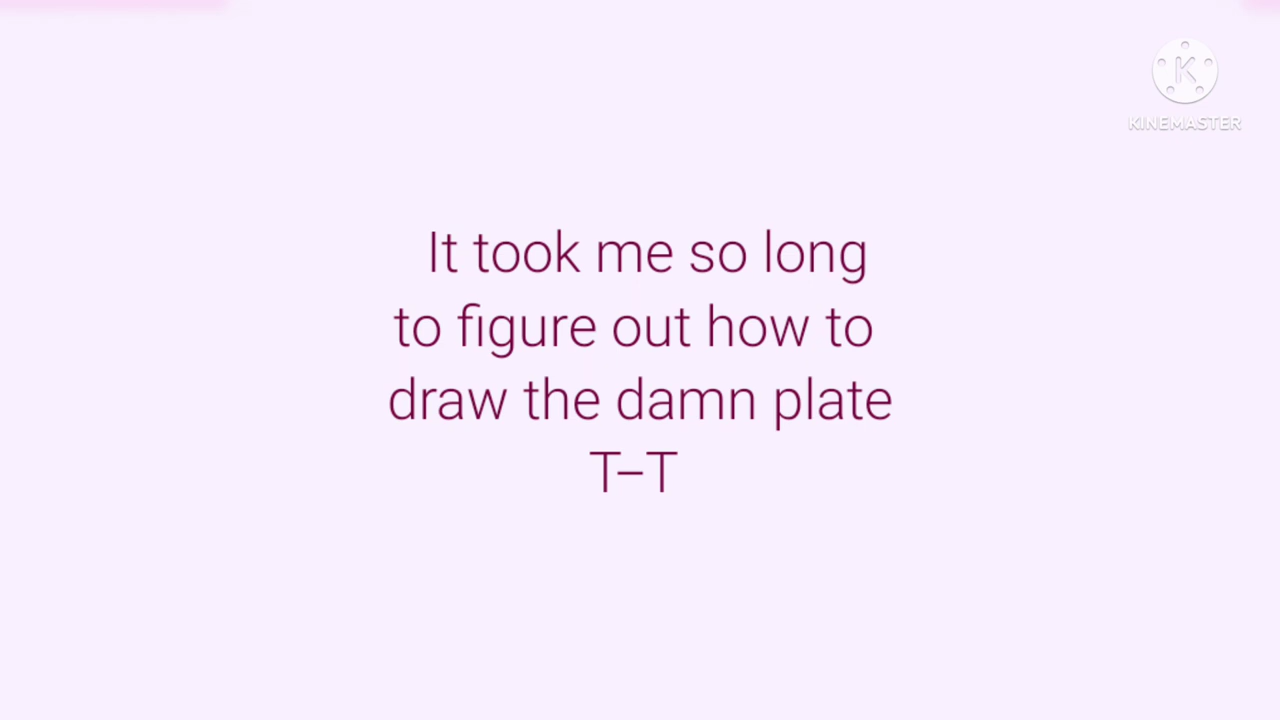 KINEMASTER
It took me so long
to figure out how to
draw the damn plate
T–T